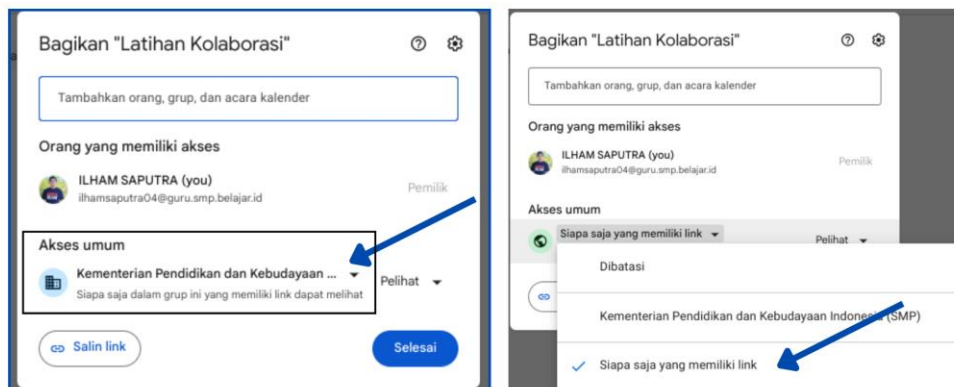 Bagikan "Latihan Kolaborasi"
Tambahkan orang, grup, dan acara kalender
Orang yang memiliki akses
ILHAM SAPUTRA (you)
ilhamsaputra04@guru.smp.belajar.id
Pemilik
Akses umum
Kementerian Pendidikan dan Kebudayaan ...
Pelihat
Siapa saja dalam grup ini yang memiliki link dapat melihat
Salin link
Selesai
Bagikan "Latihan Kolaborasi"
Tambahkan orang, grup, dan acara kalender
Orang yang memiliki akses
ILHAM SAPUTRA (you)
ilhamsaputra04@guru.smp.belajar.id
Pemilik
Akses umum
Siapa saja yang memiliki link
Pelihat
Dibatasi
Kementerian Pendidikan dan Kebudayaan Indonesia (SMP)
Siapa saja yang memiliki link